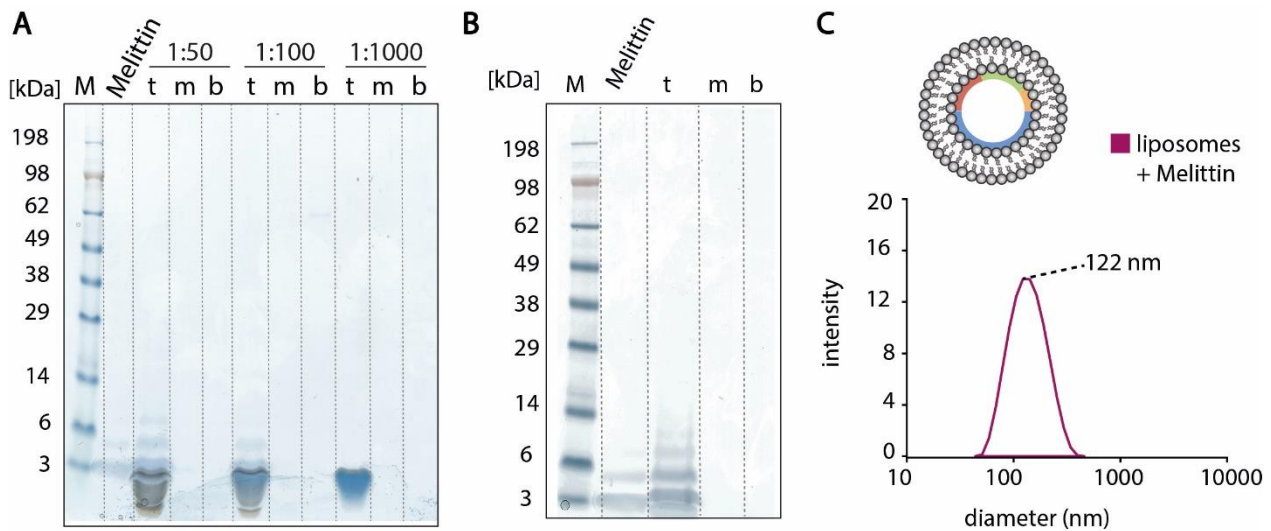 A
Melittin
1:50 1:100 1:1000
[kDa] M t m b t m b t m b
198
98
62
49
38
29
14
6
3
B
Melittin
[kDa] M t m b
198
98
62
49
38
29
14
6
3
C
liposomes
+ Melittin
20
16
12
8
4
0
122 nm
intensity
10 100 1000 10000
diameter (nm)